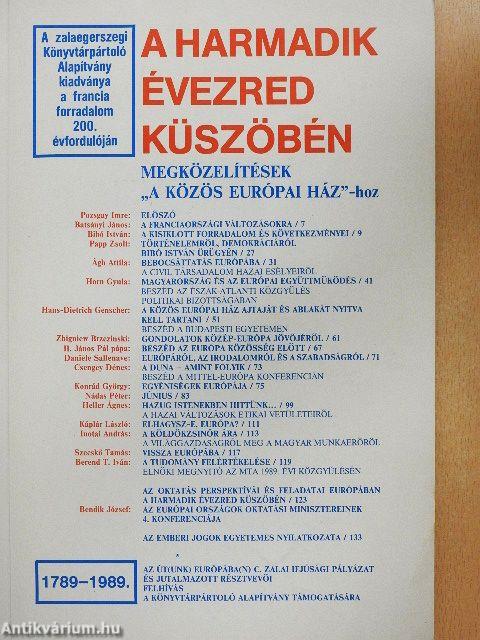 A zalaegerszegi
Könyvtárpártoló
Alapítvány
kiadványa
a francia
forradalom
200.
évfordulóján
A HARMADIK
ÉVEZRED
KÜSZÖBÉN
MEGKÖZELÍTÉSEK
„A KÖZÖS EURÓPAI HÁZ”-hoz
Pozsgay Imre: ELŐSZÓ
Batsányi János: A FRANCIAORSZÁGI VÁLTOZÁSOKRA / 7
Bibó István: A KISIKLOTT FORRADALOM ÉS KÖVETKEZMÉNYEI / 9
Papp Zsolt: TÖRTÉNELEMRŐL, DEMOKRÁCIÁRÓL
BIBÓ ISTVÁN ÜRÜGYÉN / 27
Ágh Attila: BEBOCSÁTTATÁS EURÓPÁBA / 31
A CIVIL TÁRSADALOM HAZAI ESÉLYEIRŐL
Horn Gyula: MAGYARORSZÁG ÉS AZ EURÓPAI EGYÜTTMŰKÖDÉS / 41
BESZÉD AZ ÉSZAK-ATLANTI KÖZGYŰLÉS
POLITIKAI BIZOTTSÁGÁBAN
Hans-Dietrich Genscher: A KÖZÖS EURÓPAI HÁZ AJTAJÁT ÉS ABLAKÁT NYITVA
KELL TARTANI / 51
BESZÉD A BUDAPESTI EGYETEMEN
Zbigniew Brzezinski: GONDOLATOK KÖZÉP-EURÓPA JÖVŐJÉRŐL / 61
II. János Pál pápa: BESZÉD AZ EURÓPA KÖZÖSSÉG ELŐTT / 67
Daniele Sallenave: EURÓPÁRÓL, AZ IRODALOMRÓL ÉS A SZABADSÁGRÓL / 71
Csengey Dénes: A DUNA – AMINT FOLYIK / 73
BESZÉD A MITTEL-EURÓPA KONFERENCIÁN
Konrád György: EGYÉNISÉGEK EURÓPÁJA / 75
Nádas Péter: JÚNIUS / 83
Heller Ágnes: HAZUG ISTENEKBEN HITTÜNK... / 99
A HAZAI VÁLTOZÁSOK ETIKAI VETÜLETEIRŐL
Káplár László: ELHAGYSZ-E, EURÓPA? / 111
Inotai András: A KÖLDÖKZSINÓR ÁRA / 113
A VILÁGGAZDASÁGRÓL MEG A MAGYAR MUNKAERŐRŐL
Szecskő Tamás: VISSZA EURÓPÁBA / 117
Berend T. Iván: A TUDOMÁNY FELÉRTÉKELÉSE / 119
ELNÖKI MEGNYITÓ AZ MTA 1989. ÉVI KÖZGYŰLÉSÉN
AZ OKTATÁS PERSPEKTÍVÁI ÉS FELADATAI EURÓPÁBAN
A HARMADIK ÉVEZRED KÜSZÖBÉN / 123
Bendik József: AZ EURÓPAI ORSZÁGOK OKTATÁSI MINISZTEREINEK
4. KONFERENCIÁJA
AZ EMBERI JOGOK EGYETEMES NYILATKOZATA / 133
*
1789–1989.
AZ ÚT(UNK) EURÓPÁBA(N) C. ZALAI IFJÚSÁGI PÁLYÁZAT
ÉS JUTALMAZOTT RÉSZTVEVŐI
FELHÍVÁS
A KÖNYVTÁRPÁRTOLÓ ALAPÍTVÁNY TÁMOGATÁSÁRA
Antikvárium.hu